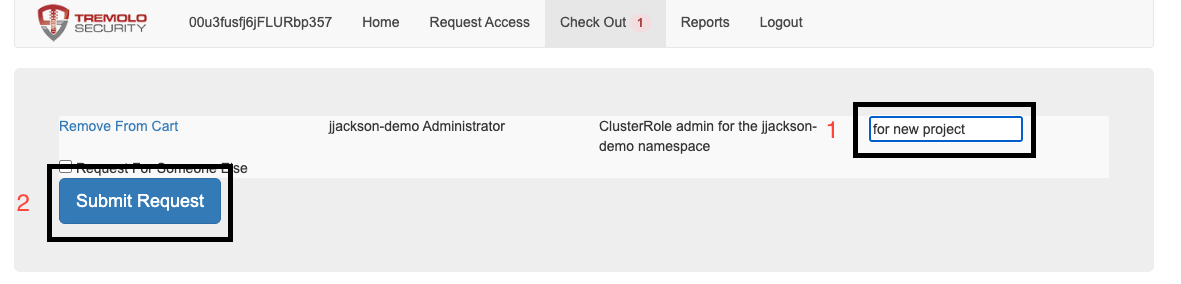 TREMOLO SECURITY 00u3fusfj6jFLURbp357 Home Request Access Check Out 1 Reports Logout
Remove From Cart jjackson-demo Administrator ClusterRole admin for the jjackson- 1 for new project
demo namespace
Request For Someone Else
2 Submit Request